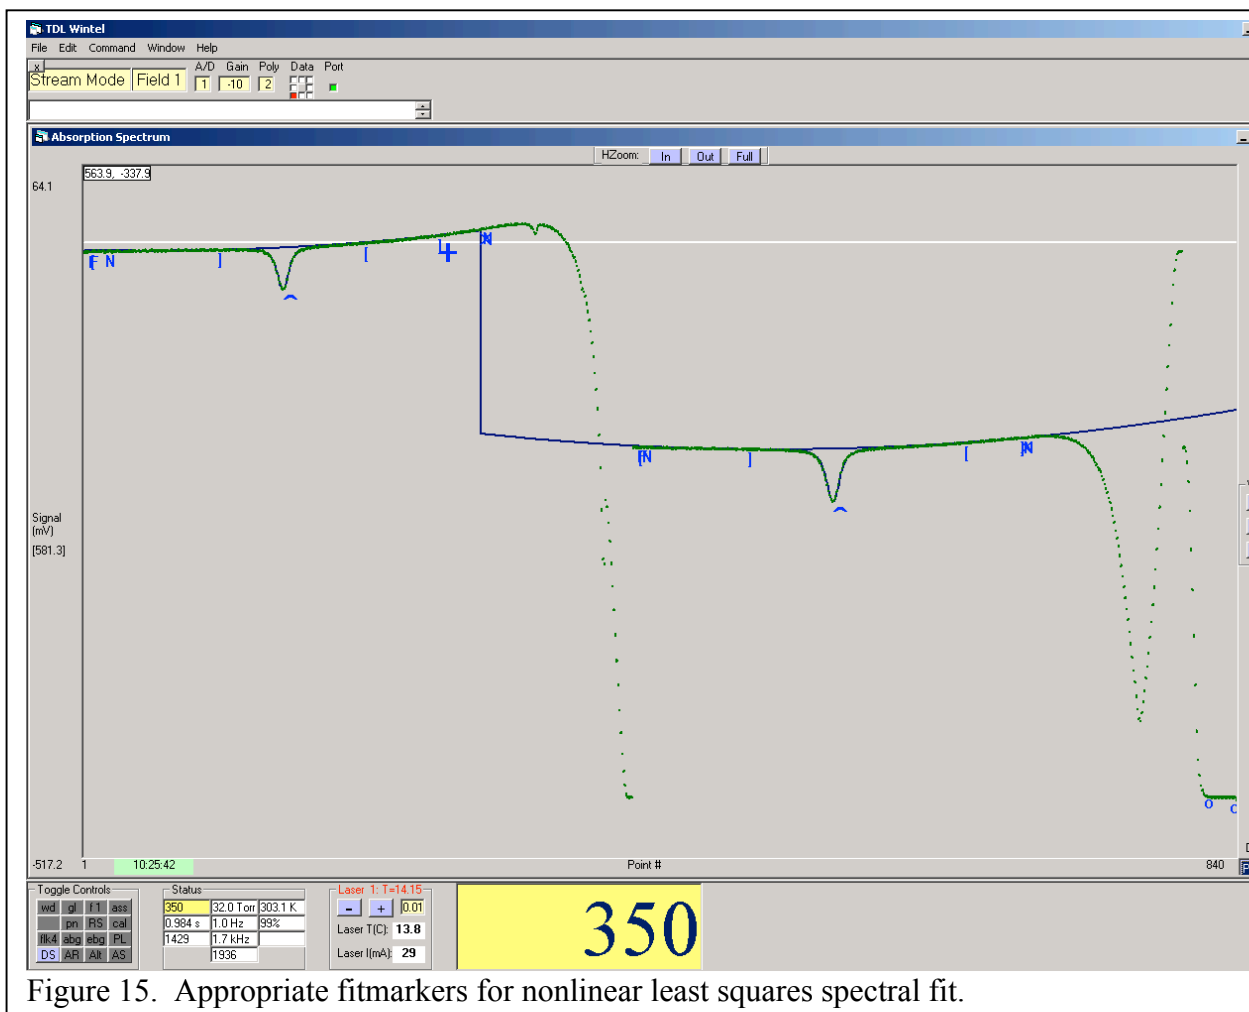 TDL Wintel
File Edit Command Window Help
x
A/D Gain Poly Data Port
Stream Mode Field 1 1 -10 2
Absorption Spectrum
HZoom: In Out Full
563.9, -337.9
64.1
Signal
(mV)
[581.3]
-517.2 1 10:25:42 Point # 840
Toggle Controls
wd gl f1 ass
pn RS cal
flk4 abg ebg PL
DS AR Alt AS
Status
350 32.0 Torr 303.1 K
0.984 s 1.0 Hz 99%
1429 1.7 kHz
1936
Laser 1: T=14.15
- + 0.01
Laser T(C): 13.8
Laser I(mA): 29
350
Figure 15. Appropriate fitmarkers for nonlinear least squares spectral fit.